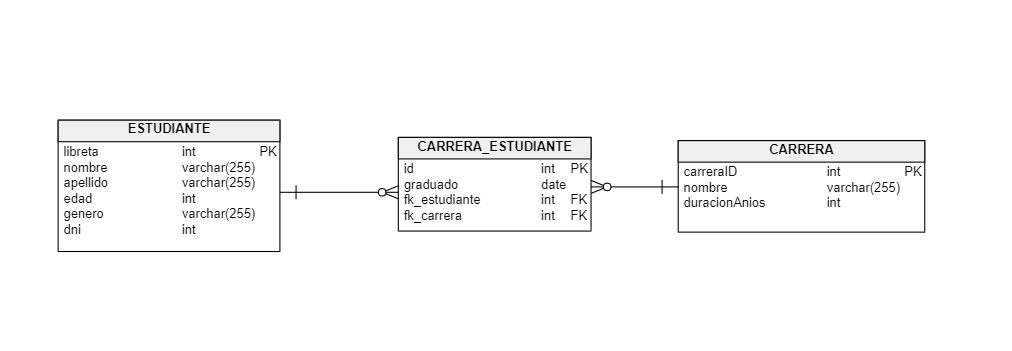 ESTUDIANTE
libreta int PK
nombre varchar(255)
apellido varchar(255)
edad int
genero varchar(255)
dni int
CARRERA_ESTUDIANTE
id int PK
graduado date
fk_estudiante int FK
fk_carrera int FK
CARRERA
carreraID int PK
nombre varchar(255)
duracionAnios int